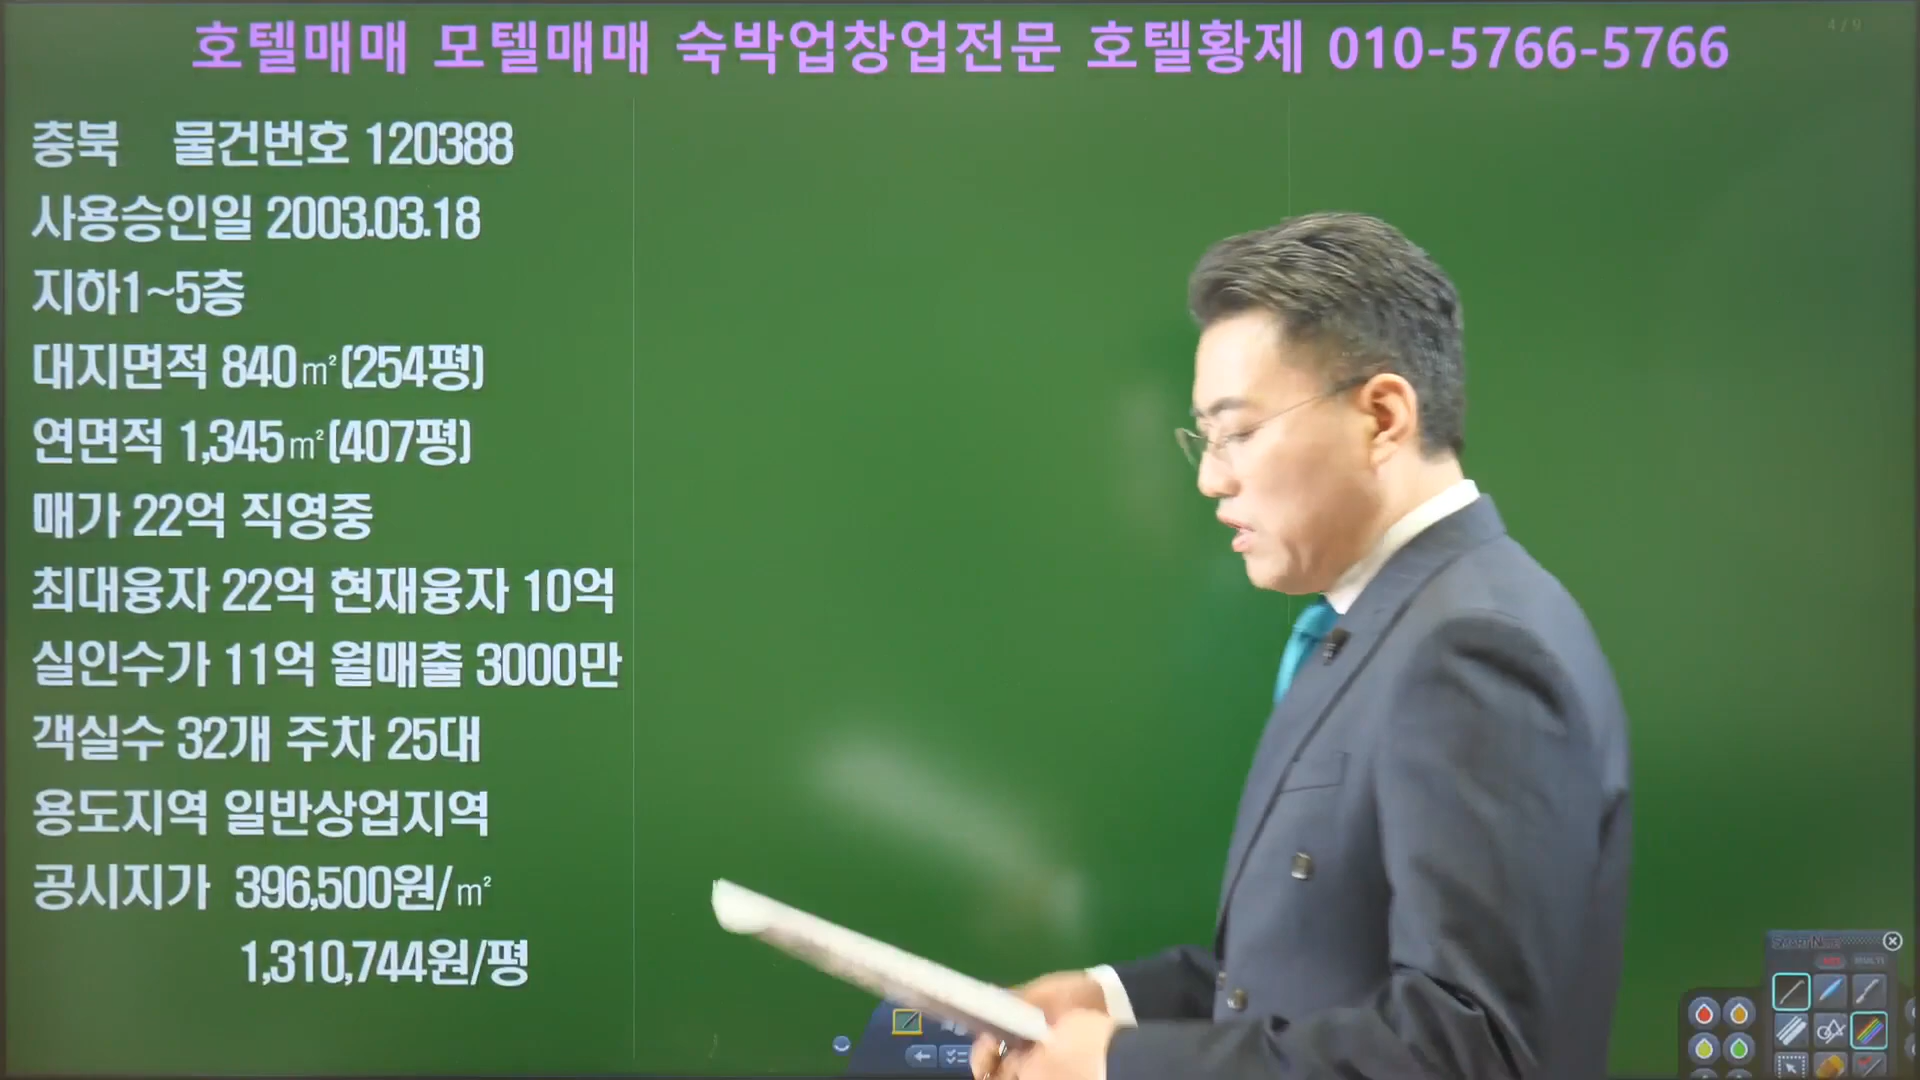 호텔매매 모텔매매 숙박업창업전문 호텔황제 010-5766-5766
4 / 9
충북 물건번호 120388
사용승인일 2003.03.18
지하1~5층
대지면적 840㎡(254평)
연면적 1,345㎡(407평)
매가 22억 직영중
최대융자 22억 현재융자 10억
실인수가 11억 월매출 3000만
객실수 32개 주차 25대
용도지역 일반상업지역
공시지가 396,500원/㎡
1,310,744원/평
MULTI